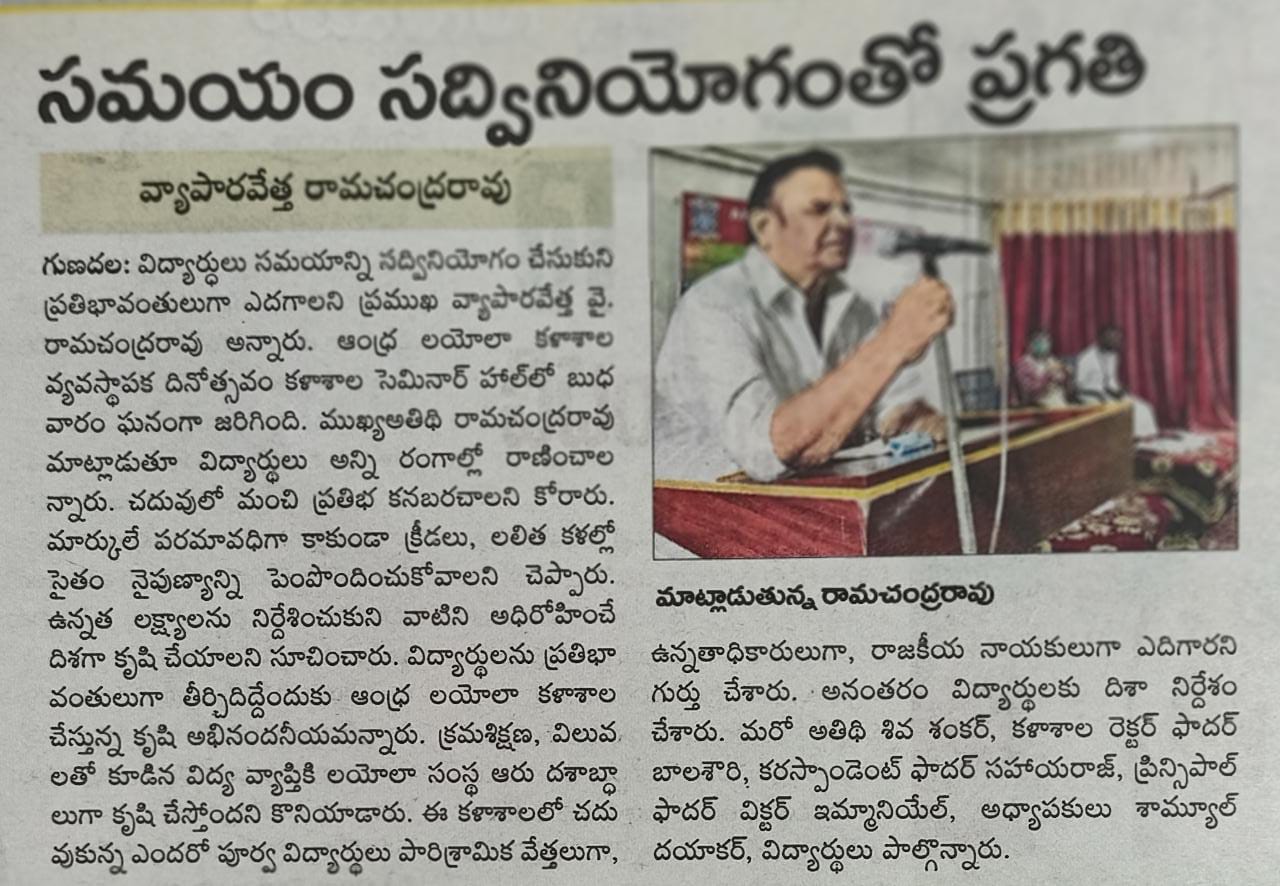 సమయం సద్వినియోగంతో ప్రగతి
వ్యాపారవేత్త రామచంద్రరావు
గుణదల: విద్యార్థులు సమయాన్ని సద్వినియోగం చేసుకుని
ప్రతిభావంతులుగా ఎదగాలని ప్రముఖ వ్యాపారవేత్త వై.
రామచంద్రరావు అన్నారు. ఆంధ్ర లయోలా కళాశాల
వ్యవస్థాపక దినోత్సవం కళాశాల సెమినార్ హాల్‌లో బుధ
వారం ఘనంగా జరిగింది. ముఖ్యఅతిథి రామచంద్రరావు
మాట్లాడుతూ విద్యార్థులు అన్ని రంగాల్లో రాణించాల
న్నారు. చదువులో మంచి ప్రతిభ కనబరచాలని కోరారు.
మార్కులే పరమావధిగా కాకుండా క్రీడలు, లలిత కళల్లో
సైతం నైపుణ్యాన్ని పెంపొందించుకోవాలని చెప్పారు.
ఉన్నత లక్ష్యాలను నిర్దేశించుకుని వాటిని అధిరోహించే
దిశగా కృషి చేయాలని సూచించారు. విద్యార్థులను ప్రతిభా
వంతులుగా తీర్చిదిద్దేందుకు ఆంధ్ర లయోలా కళాశాల
చేస్తున్న కృషి అభినందనీయమన్నారు. క్రమశిక్షణ, విలువ
లతో కూడిన విద్య వ్యాప్తికి లయోలా సంస్థ ఆరు దశాబ్ధా
లుగా కృషి చేస్తోందని కొనియాడారు. ఈ కళాశాలలో చదు
వుకున్న ఎందరో పూర్వ విద్యార్థులు పారిశ్రామిక వేత్తలుగా,
మాట్లాడుతున్న రామచంద్రరావు
ఉన్నతాధికారులుగా, రాజకీయ నాయకులుగా ఎదిగారని
గుర్తు చేశారు. అనంతరం విద్యార్థులకు దిశా నిర్దేశం
చేశారు. మరో అతిథి శివ శంకర్, కళాశాల రెక్టర్ ఫాదర్
బాలశౌరి, కరస్పాండెంట్ ఫాదర్ సహాయరాజ్, ప్రిన్సిపాల్
ఫాదర్ విక్టర్ ఇమ్మానియేల్, అధ్యాపకులు శామ్యూల్
దయాకర్, విద్యార్థులు పాల్గొన్నారు.